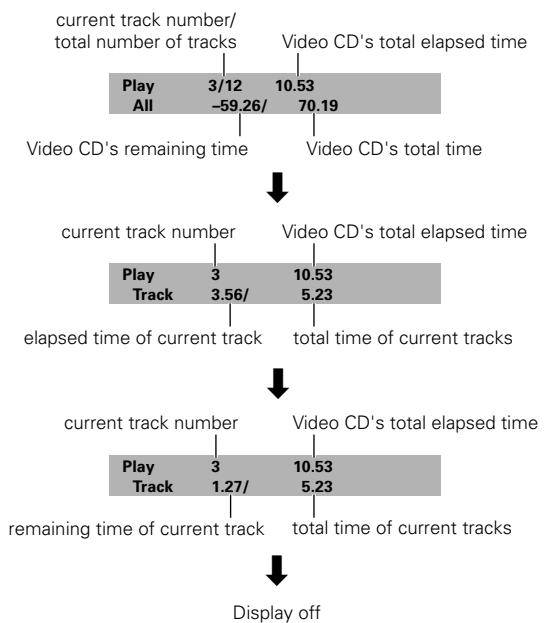 current track number/
total number of tracks
Video CD's total elapsed time
Play 3/12 10.53
All –59.26/ 70.19
Video CD's remaining time
Video CD's total time
current track number
Video CD's total elapsed time
Play 3 10.53
Track 3.56/ 5.23
elapsed time of current track
total time of current tracks
current track number
Video CD's total elapsed time
Play 3 10.53
Track 1.27/ 5.23
remaining time of current track
total time of current tracks
Display off